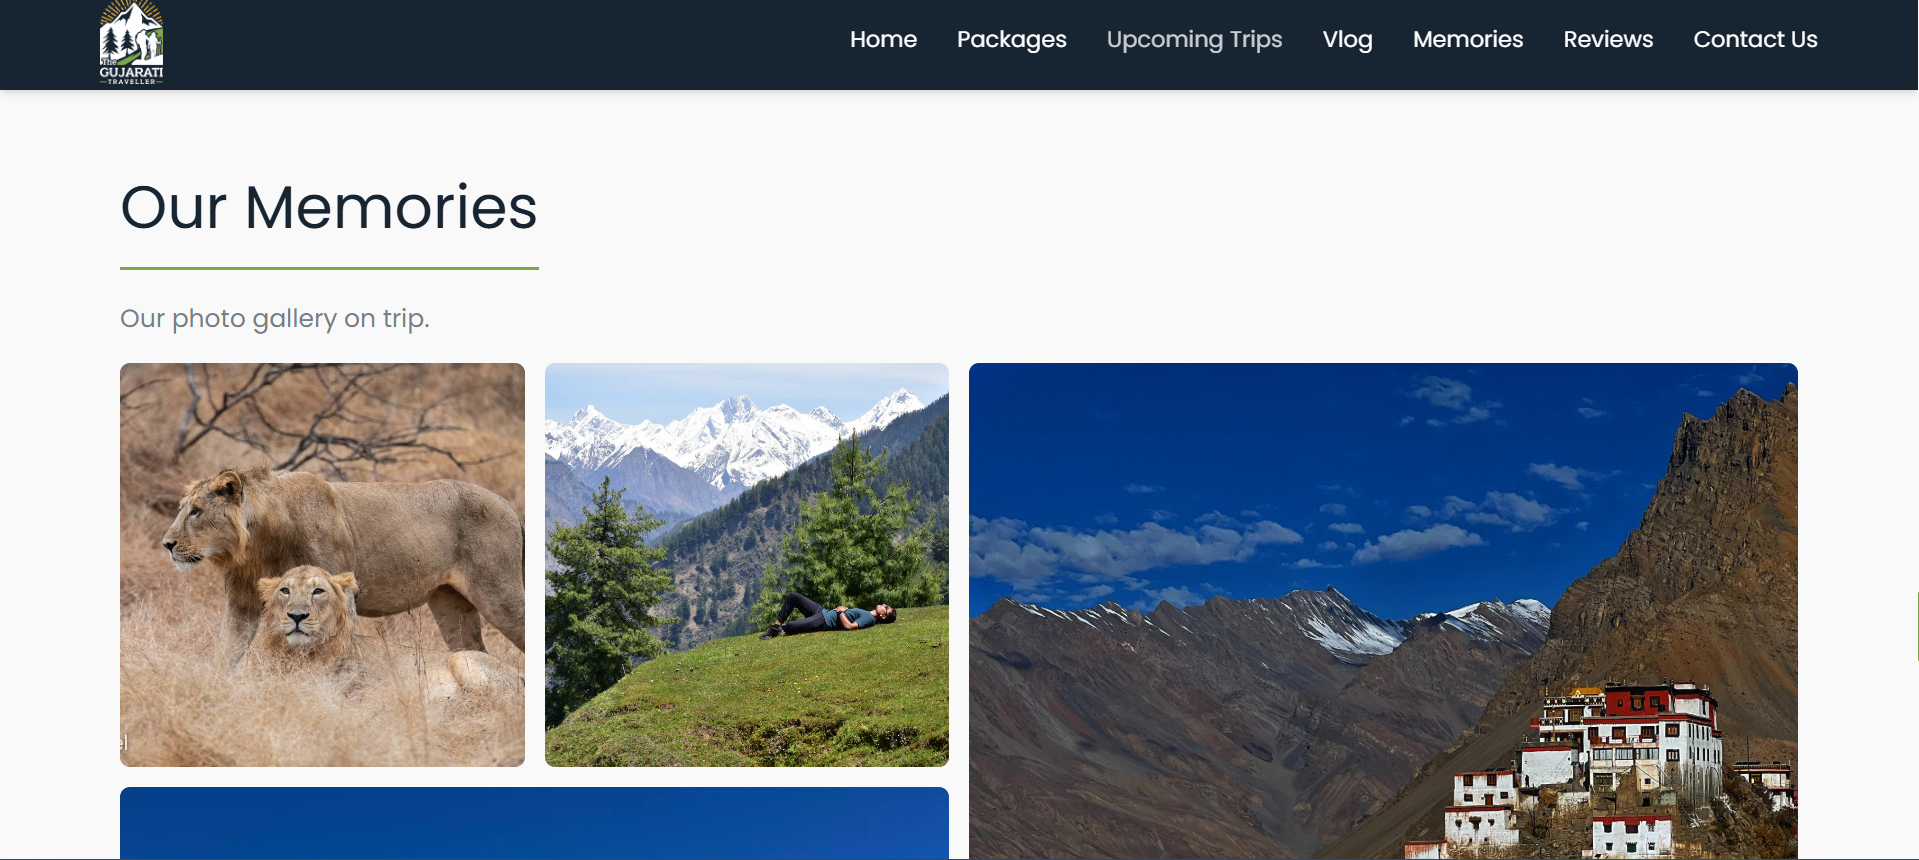 The
GUJARATI
TRAVELLER
Home
Packages
Upcoming Trips
Vlog
Memories
Reviews
Contact Us
Our Memories
Our photo gallery on trip.
el